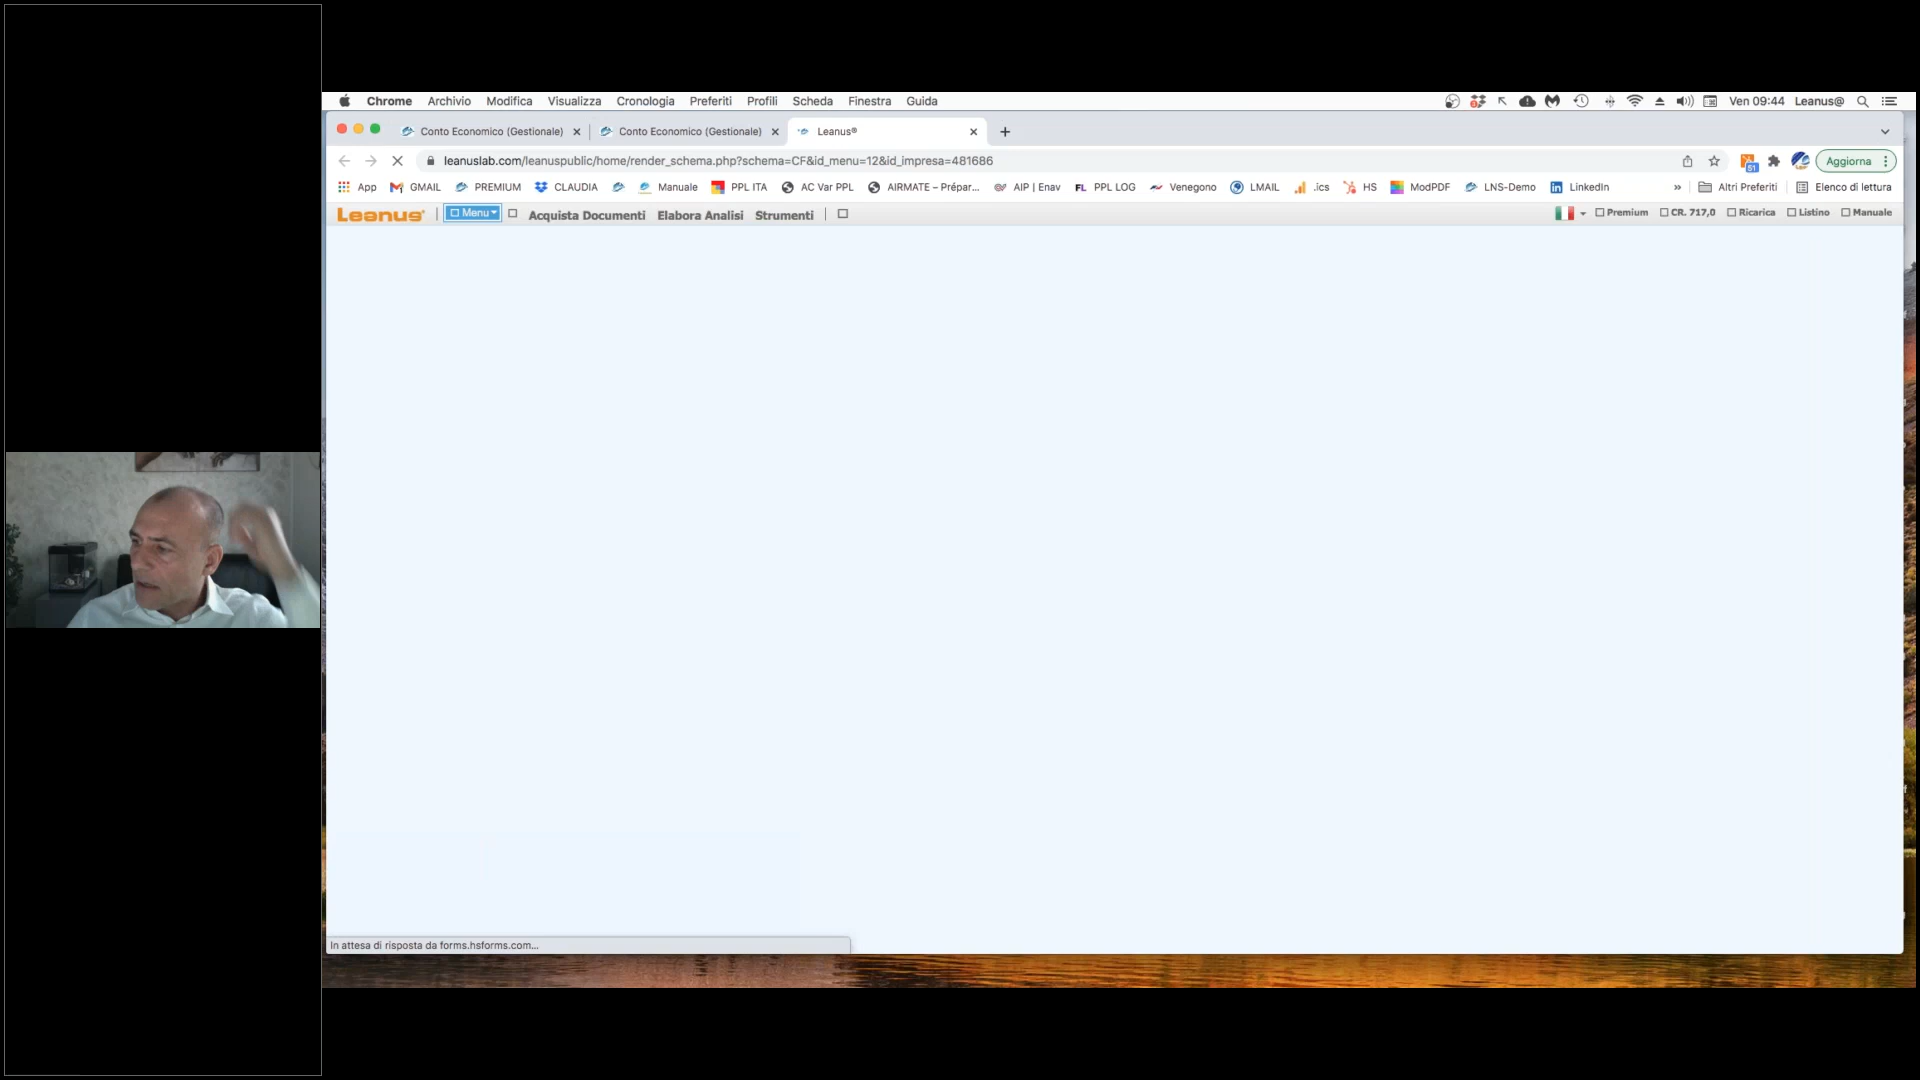 Chrome Archivio Modifica Visualizza Cronologia Preferiti Profili Scheda Finestra Guida Ven 09:44 Leanus@
Conto Economico (Gestionale) Conto Economico (Gestionale) Leanus®
leanuslab.com/leanuspublic/home/render_schema.php?schema=CF&id_menu=12&id_impresa=481686 Aggiorna
App GMAIL PREMIUM CLAUDIA Manuale PPL ITA AC Var PPL AIRMATE – Prépar... AIP | Enav FL PPL LOG Venegono LMAIL .ics HS ModPDF LNS-Demo LinkedIn » Altri Preferiti Elenco di lettura
Leanus Menu Acquista Documenti Elabora Analisi Strumenti Premium CR. 717,0 Ricarica Listino Manuale
In attesa di risposta da forms.hsforms.com...